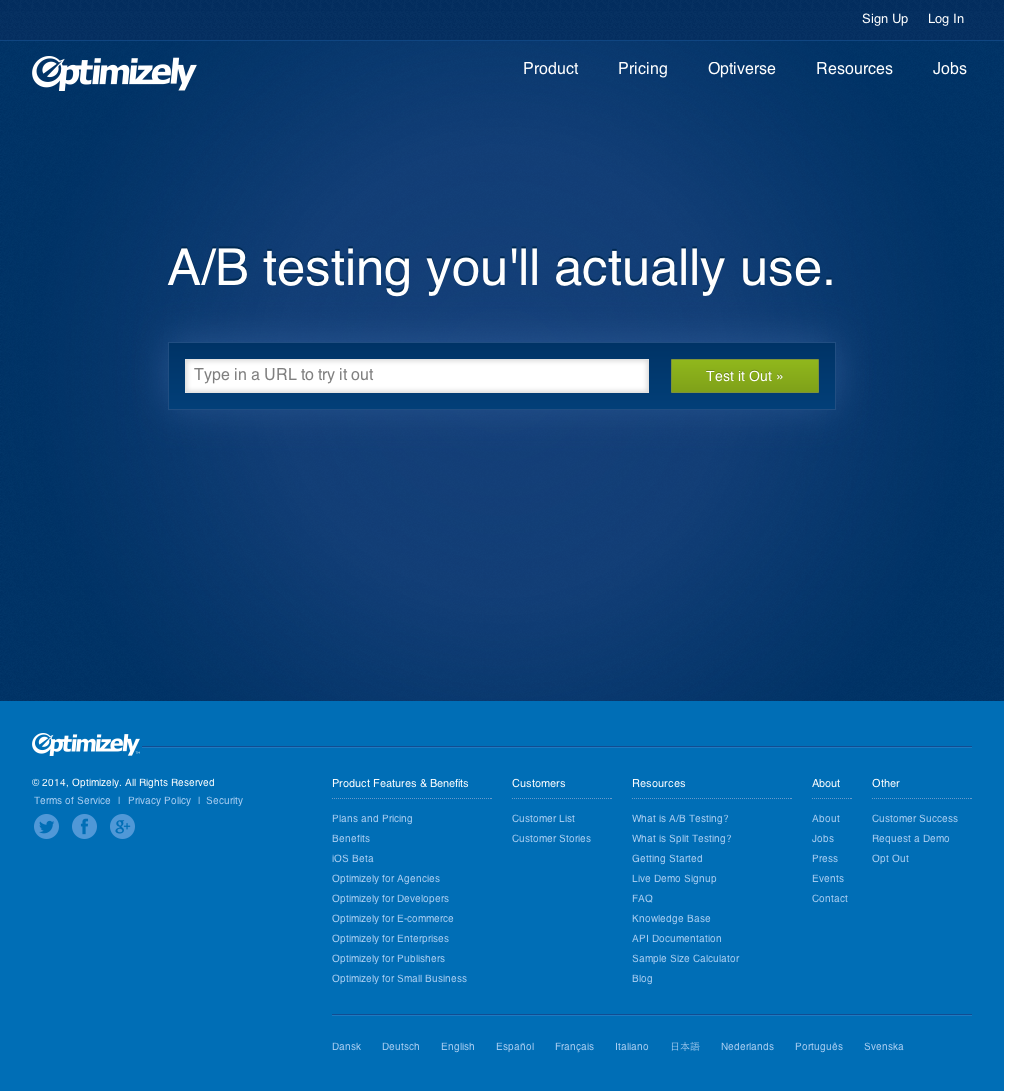 Sign Up Log In
Optimizely Product Pricing Optiverse Resources Jobs
A/B testing you'll actually use.
Type in a URL to try it out Test it Out »
Optimizely
© 2014, Optimizely. All Rights Reserved
Terms of Service | Privacy Policy | Security
Product Features & Benefits
Plans and Pricing
Benefits
iOS Beta
Optimizely for Agencies
Optimizely for Developers
Optimizely for E-commerce
Optimizely for Enterprises
Optimizely for Publishers
Optimizely for Small Business
Customers
Customer List
Customer Stories
Resources
What is A/B Testing?
What is Split Testing?
Getting Started
Live Demo Signup
FAQ
Knowledge Base
API Documentation
Sample Size Calculator
Blog
About
About
Jobs
Press
Events
Contact
Other
Customer Success
Request a Demo
Opt Out
Dansk Deutsch English Español Français Italiano 日本語 Nederlands Português Svenska